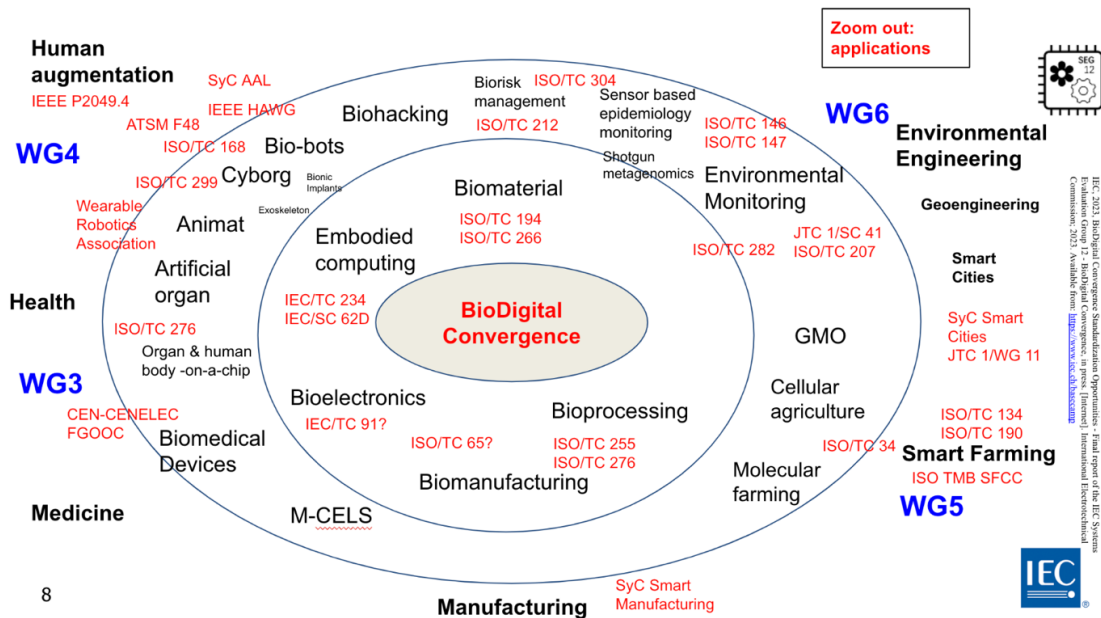 Zoom out:
applications
SEG
12
Human
augmentation
IEEE P2049.4
SyC AAL
IEEE HAWG
ATSM F48
ISO/TC 168
WG4
ISO/TC 299
Wearable
Robotics
Association
Biohacking
Bio-bots
Cyborg
Bionic
Implants
Exoskeleton
Animat
Artificial
organ
Biorisk
management
ISO/TC 304
ISO/TC 212
Sensor based
epidemiology
monitoring
Shotgun
metagenomics
ISO/TC 146
ISO/TC 147
WG6
Environmental
Engineering
Environmental
Monitoring
Geoengineering
JTC 1/SC 41
ISO/TC 282
ISO/TC 207
Smart
Cities
SyC Smart
Cities
JTC 1/WG 11
Biomaterial
ISO/TC 194
ISO/TC 266
Embodied
computing
IEC/TC 234
IEC/SC 62D
BioDigital
Convergence
Health
ISO/TC 276
Organ & human
body -on-a-chip
WG3
CEN-CENELEC
FGOOC
Biomedical
Devices
Medicine
M-CELS
Bioelectronics
IEC/TC 91?
ISO/TC 65?
Bioprocessing
ISO/TC 255
ISO/TC 276
Biomanufacturing
GMO
Cellular
agriculture
ISO/TC 34
Molecular
farming
ISO/TC 134
ISO/TC 190
Smart Farming
ISO TMB SFCC
WG5
Manufacturing
SyC Smart
Manufacturing
8
IEC
®
IEC, 2023, BioDigital Convergence Standardization Opportunities - Final report of the IEC Systems
Evaluation Group 12 - BioDigital Convergence, in press. [Internet]. International Electrotechnical
Commission; 2023. Available from: https://www.iec.ch/basecamp